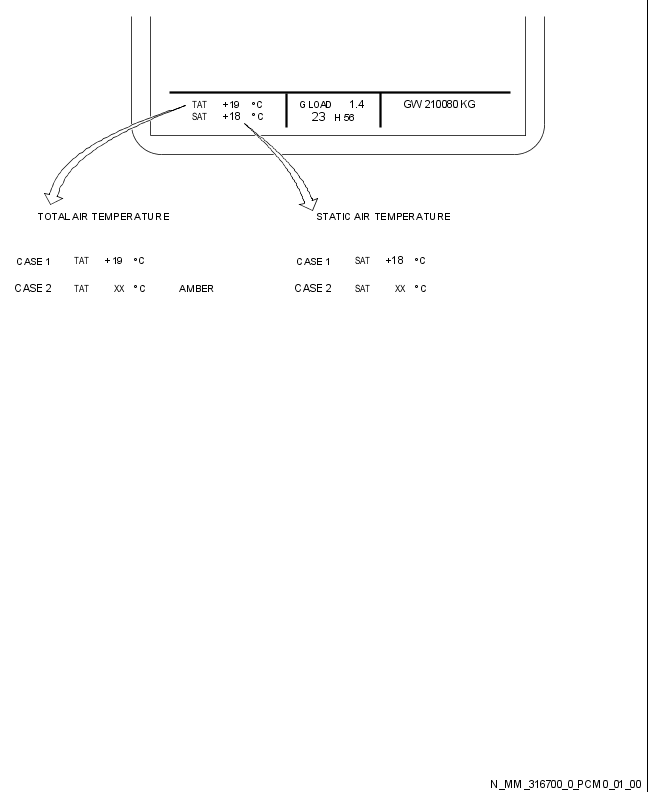 TAT +19 °C G LOAD 1.4 GW 210080 KG
SAT +18 °C 23 H 56
TOTAL AIR TEMPERATURE STATIC AIR TEMPERATURE
CASE 1 TAT +19 °C CASE 1 SAT +18 °C
CASE 2 TAT XX °C AMBER CASE 2 SAT XX °C
N_MM_316700_0_PCM0_01_00